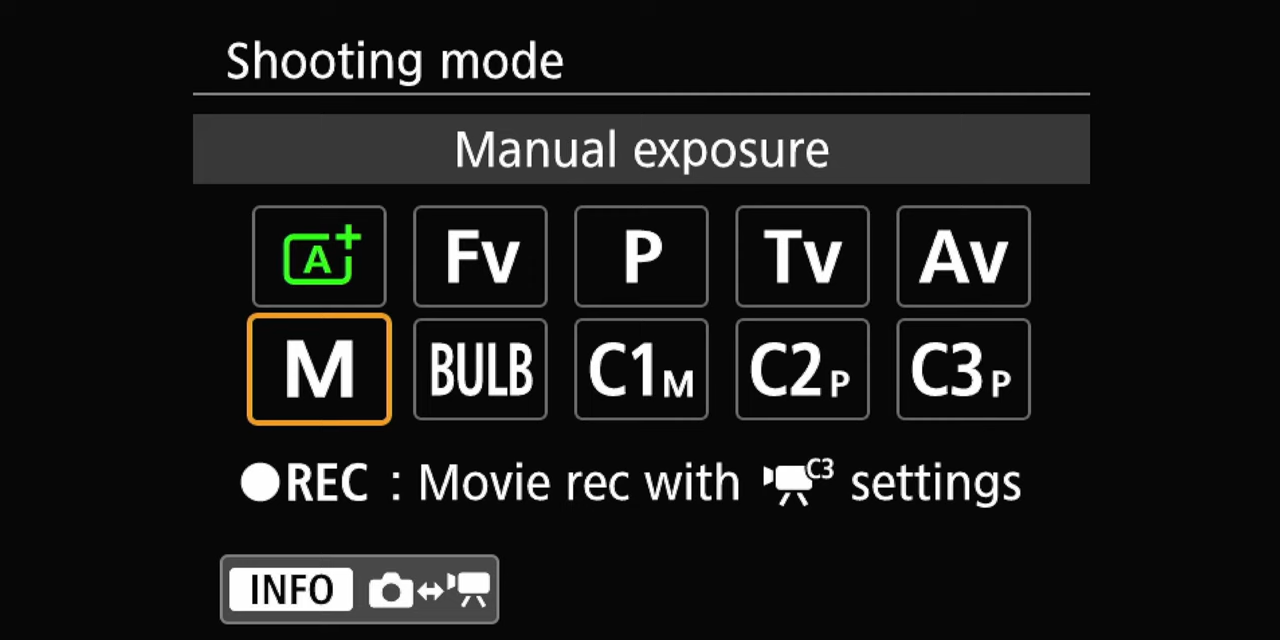 Shooting mode
Manual exposure
A+ Fv P Tv Av
M BULB C1M C2P C3P
REC : Movie rec with C3 settings
INFO